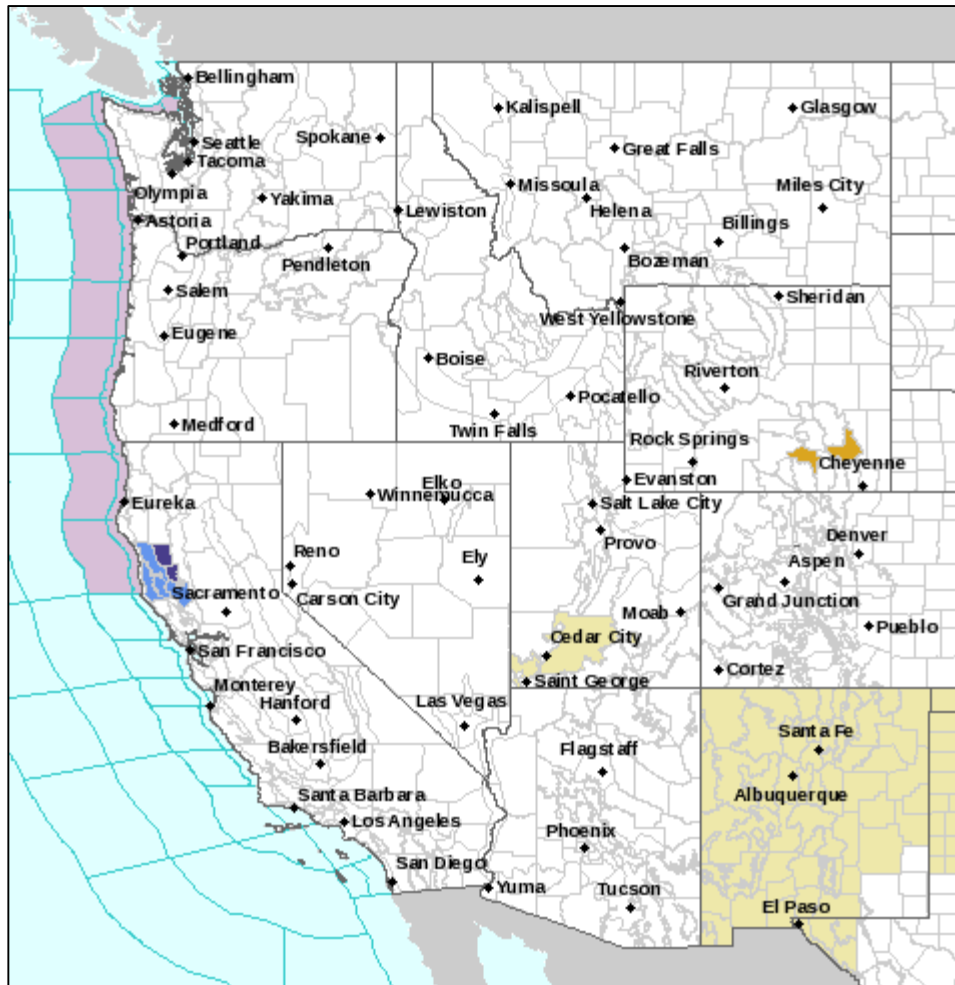 Bellingham
Kalispell
Glasgow
Seattle
Spokane
Great Falls
Tacoma
Missoula
Miles City
Olympia
Yakima
Lewiston
Helena
Astoria
Billings
Portland
Pendleton
Bozeman
Salem
Sheridan
West Yellowstone
Eugene
Boise
Riverton
Pocatello
Medford
Twin Falls
Rock Springs
Cheyenne
Elko
Evanston
Winnemucca
Eureka
Salt Lake City
Denver
Provo
Reno
Ely
Aspen
Sacramento
Carson City
Grand Junction
Moab
Pueblo
Cedar City
San Francisco
Cortez
Saint George
Monterey
Hanford
Las Vegas
Santa Fe
Bakersfield
Flagstaff
Albuquerque
Santa Barbara
Los Angeles
Phoenix
San Diego
Yuma
Tucson
El Paso